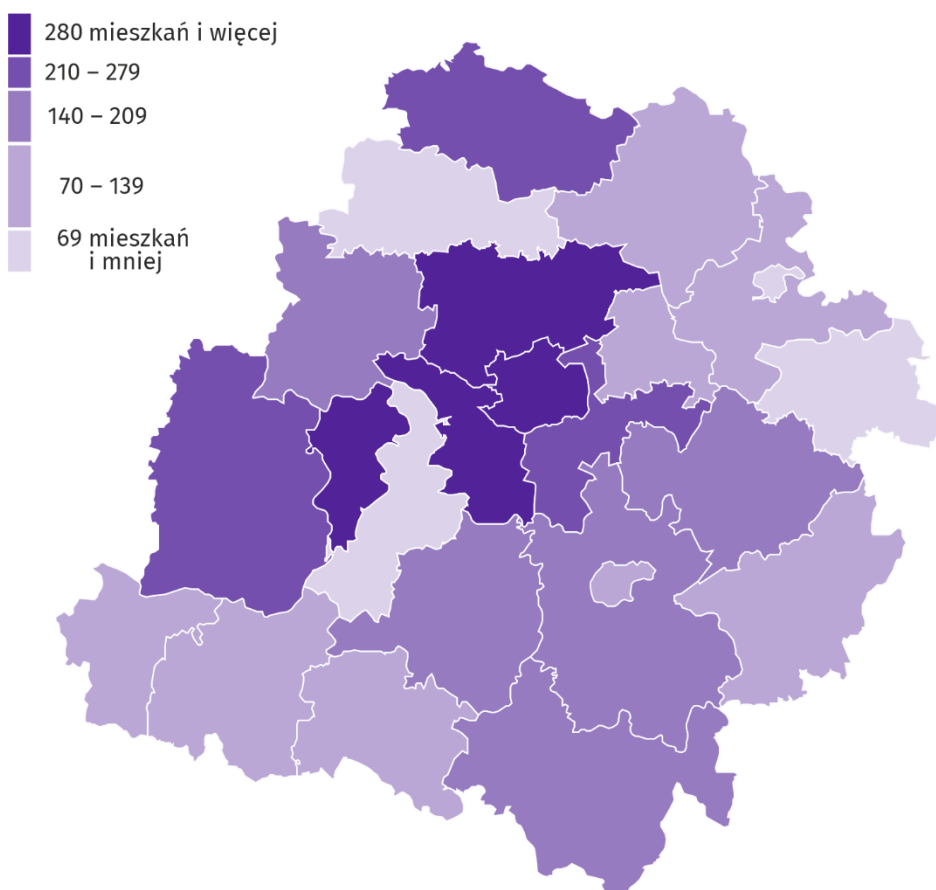 280 mieszkań i więcej
210 – 279
140 – 209
70 – 139
69 mieszkań
i mniej